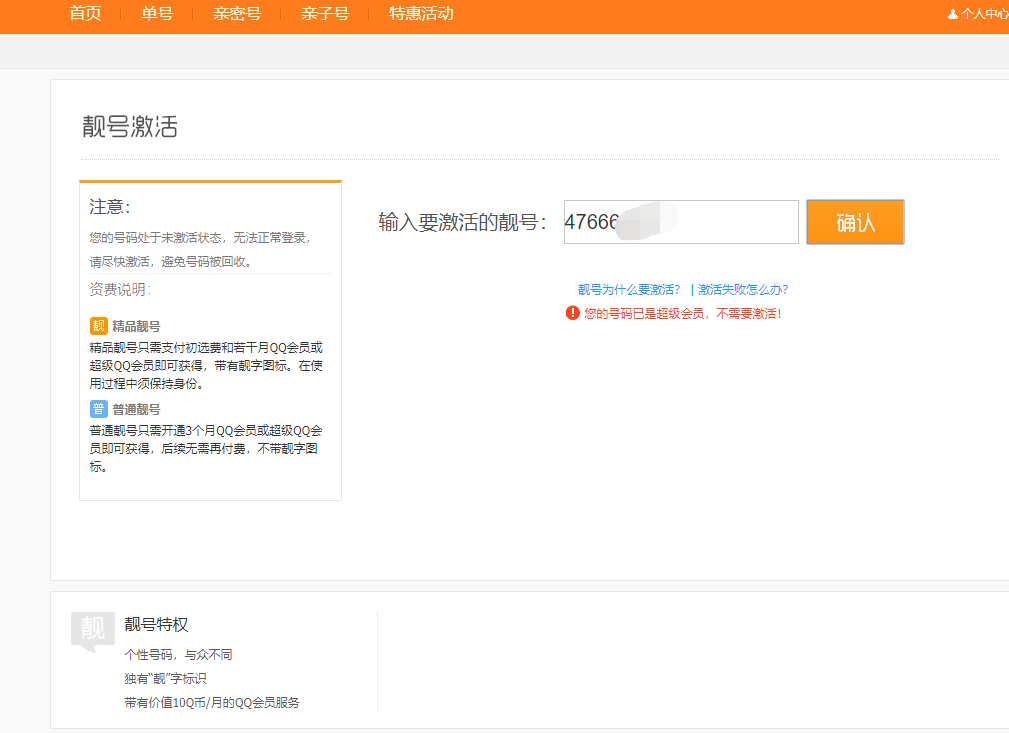 首页 单号 亲密号 亲子号 特惠活动 个人中心
靓号激活
注意：
您的号码处于未激活状态，无法正常登录，
请尽快激活，避免号码被回收。
资费说明：
靓 精品靓号
精品靓号只需支付初选费和若干月QQ会员或
超级QQ会员即可获得，带有靓字图标。在使
用过程中须保持身份。
普 普通靓号
普通靓号只需开通3个月QQ会员或超级QQ会
员即可获得，后续无需再付费，不带靓字图
标。
输入要激活的靓号： 47666 确认
靓号为什么要激活？ | 激活失败怎么办?
您的号码已是超级会员，不需要激活！
靓 靓号特权
个性号码，与众不同
独有“靓”字标识
带有价值10Q币/月的QQ会员服务